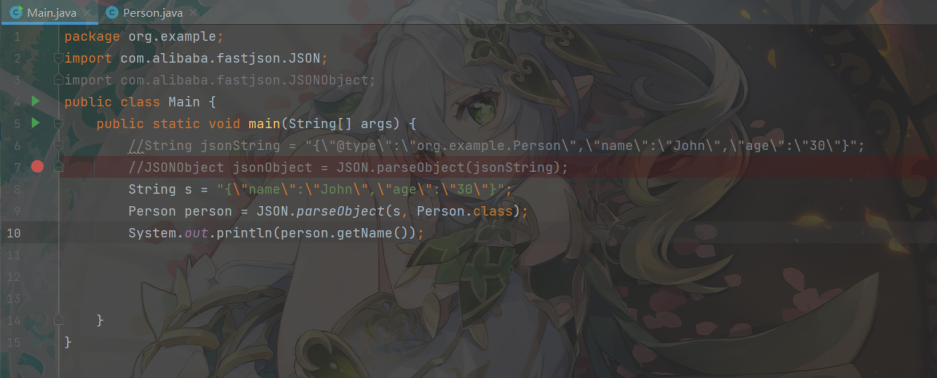 Main.java Person.java
1 package org.example;
2 import com.alibaba.fastjson.JSON;
3 import com.alibaba.fastjson.JSONObject;
4 public class Main {
5 public static void main(String[] args) {
6 //String jsonString = "{\"@type\":\"org.example.Person\",\"name\":\"John\",\"age\":\"30\"}";
7 //JSONObject jsonObject = JSON.parseObject(jsonString);
8 String s = "{\"name\":\"John\",\"age\":\"30\"}";
9 Person person = JSON.parseObject(s, Person.class);
10 System.out.println(person.getName());
11
12
13
14 }
15 }